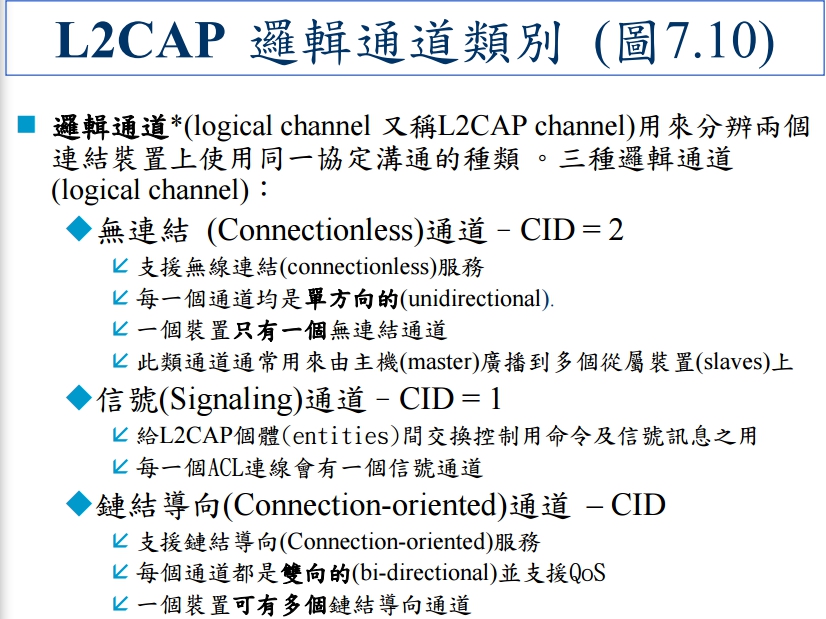 L2CAP 邏輯通道類別 (圖7.10)
邏輯通道*(logical channel 又稱L2CAP channel)用來分辨兩個
連結裝置上使用同一協定溝通的種類 。三種邏輯通道
(logical channel)：
無連結 (Connectionless)通道 – CID = 2
支援無線連結(connectionless)服務
每一個通道均是單方向的(unidirectional).
一個裝置只有一個無連結通道
此類通道通常用來由主機(master)廣播到多個從屬裝置(slaves)上
信號(Signaling)通道 – CID = 1
給L2CAP個體(entities)間交換控制用命令及信號訊息之用
每一個ACL連線會有一個信號通道
鏈結導向(Connection-oriented)通道 – CID
支援鏈結導向(Connection-oriented)服務
每個通道都是雙向的(bi-directional)並支援QoS
一個裝置可有多個鏈結導向通道